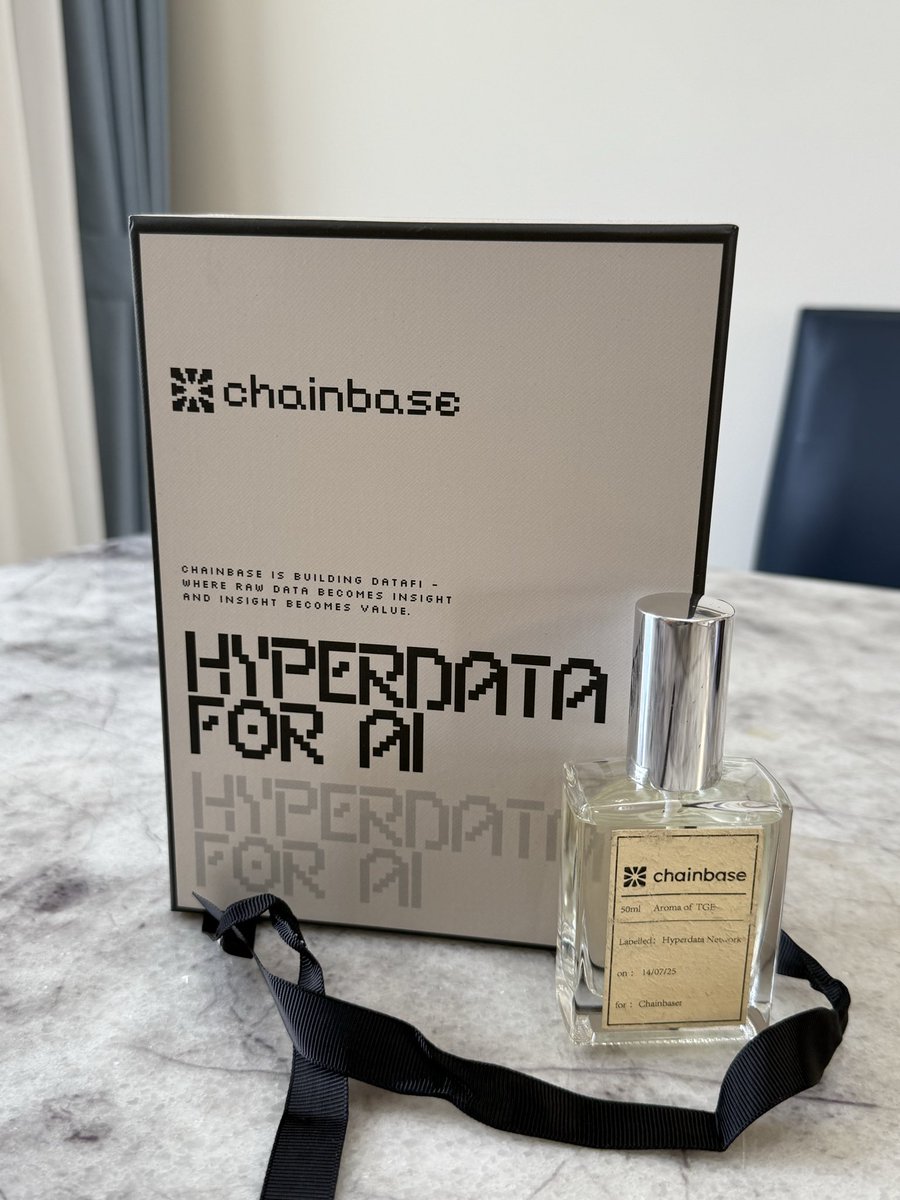 chainbase
CHAINBASE IS BUILDING DATAFI -
WHERE RAW DATA BECOMES INSIGHT
AND INSIGHT BECOMES VALUE.
HYPERDATA
FOR AI
HYPERDATA
FOR AI
chainbase
50ml Aroma of TGE
Labelled: Hyperdata Network
on : 14/07/25
for : Chainbaser